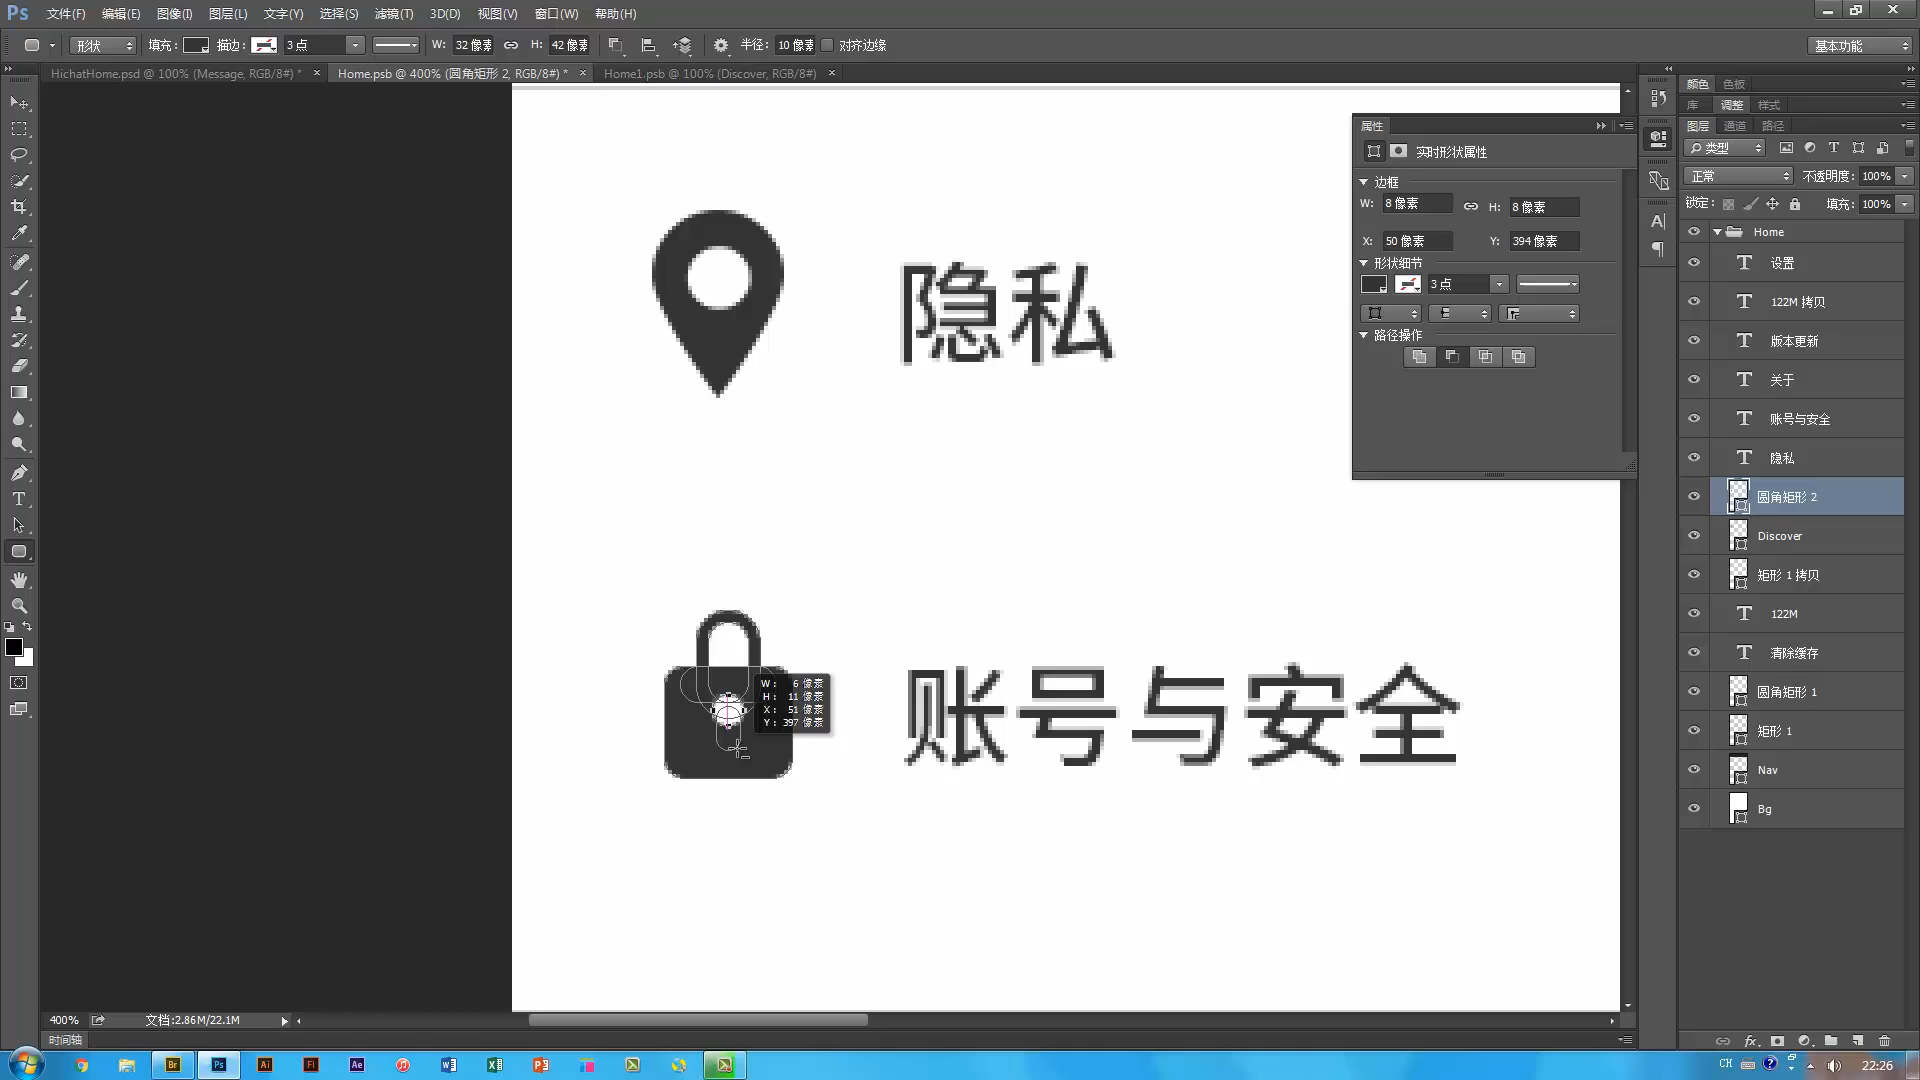 Ps 文件(F) 编辑(E) 图像(I) 图层(L) 文字(Y) 选择(S) 滤镜(T) 3D(D) 视图(V) 窗口(W) 帮助(H)
形状 填充: 描边: 3 点 W: 32 像素 H: 42 像素 半径: 10 像素 对齐边缘 基本功能
HichatHome.psd @ 100% (Message, RGB/8#) * × Home.psb @ 400% (圆角矩形 2, RGB/8#) * × Home1.psb @ 100% (Discover, RGB/8#) ×
颜色 色板
库 调整 样式
图层 通道 路径
类型
正常 不透明度: 100%
锁定: 填充: 100%
Home
设置
122M 拷贝
版本更新
关于
账号与安全
隐私
圆角矩形 2
Discover
矩形 1 拷贝
122M
清除缓存
圆角矩形 1
矩形 1
Nav
Bg
属性
实时形状属性
边框
W: 8 像素 H: 8 像素
X: 50 像素 Y: 394 像素
形状细节
3 点
路径操作
隐私
账号与安全
W: 6 像素
H: 11 像素
X: 51 像素
Y: 397 像素
400% 文档:2.86M/22.1M
时间轴
Br Ps Ai Fl Ae CH 22:26